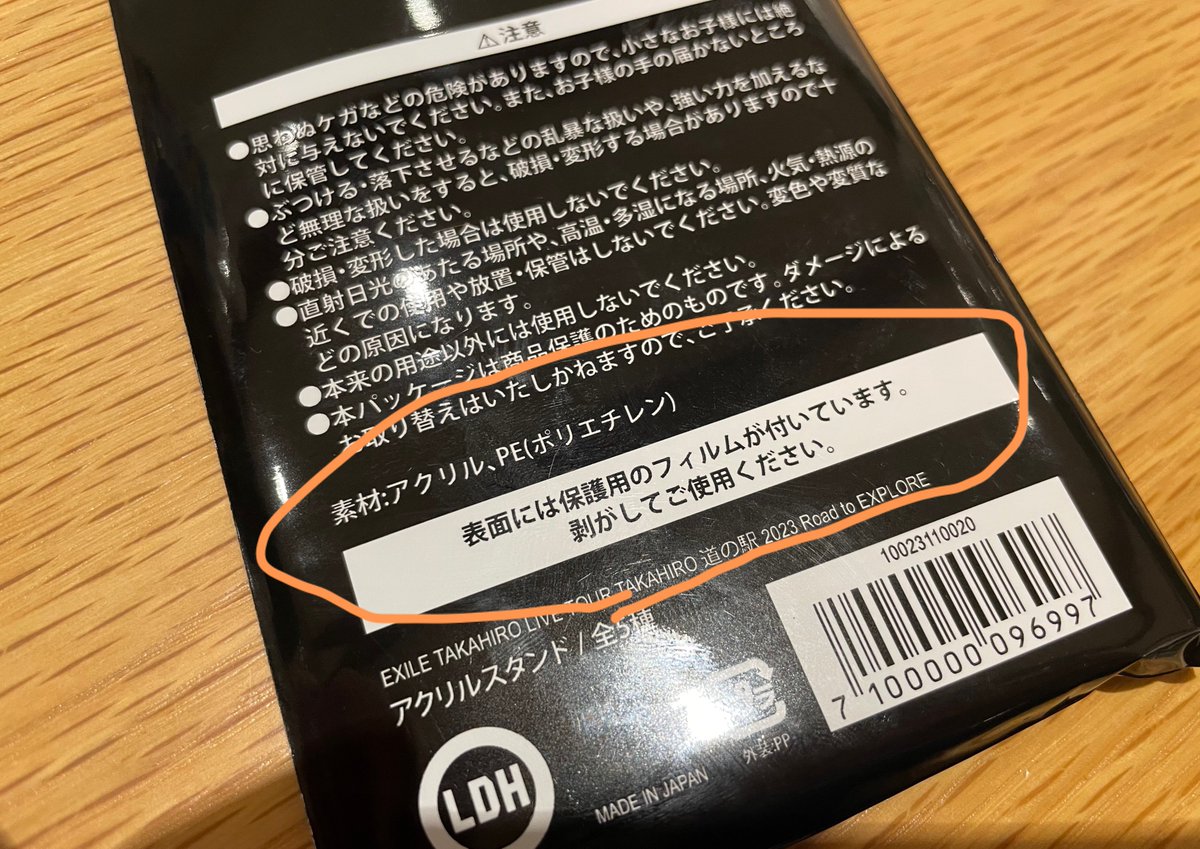 ⚠注意
●思わぬケガなどの危険がありますので、小さなお子様には絶
対に与えないでください。また、お子様の手の届かないところ
に保管してください。
●ぶつける・落下させるなどの乱暴な扱いや、強い力を加えるな
ど無理な扱いをすると、破損・変形する場合がありますので十
分ご注意ください。
●破損・変形した場合は使用しないでください。
●直射日光のあたる場所や、高温・多湿になる場所、火気・熱源の
近くでの使用や放置・保管はしないでください。変色や変質な
どの原因になります。
●本来の用途以外には使用しないでください。
●本パッケージは商品保護のためのものです。ダメージによる
お取り替えはいたしかねますので、ご了承ください。
素材:アクリル、PE(ポリエチレン)
表面には保護用のフィルムが付いています。
剥がしてご使用ください。
EXILE TAKAHIRO LIVE TOUR TAKAHIRO 道の駅 2023 Road to EXPLORE
アクリルスタンド / 全5種
10023110020
7 100000 096997
外装:PP
LDH
MADE IN JAPAN